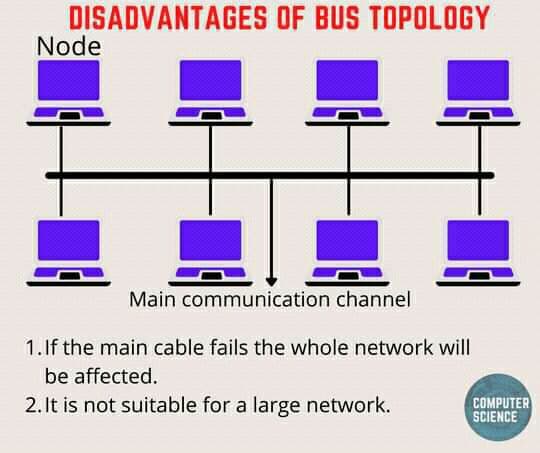 DISADVANTAGES OF BUS TOPOLOGY
Node
Main communication channel
1. If the main cable fails the whole network will
be affected.
2. It is not suitable for a large network.
COMPUTER
SCIENCE